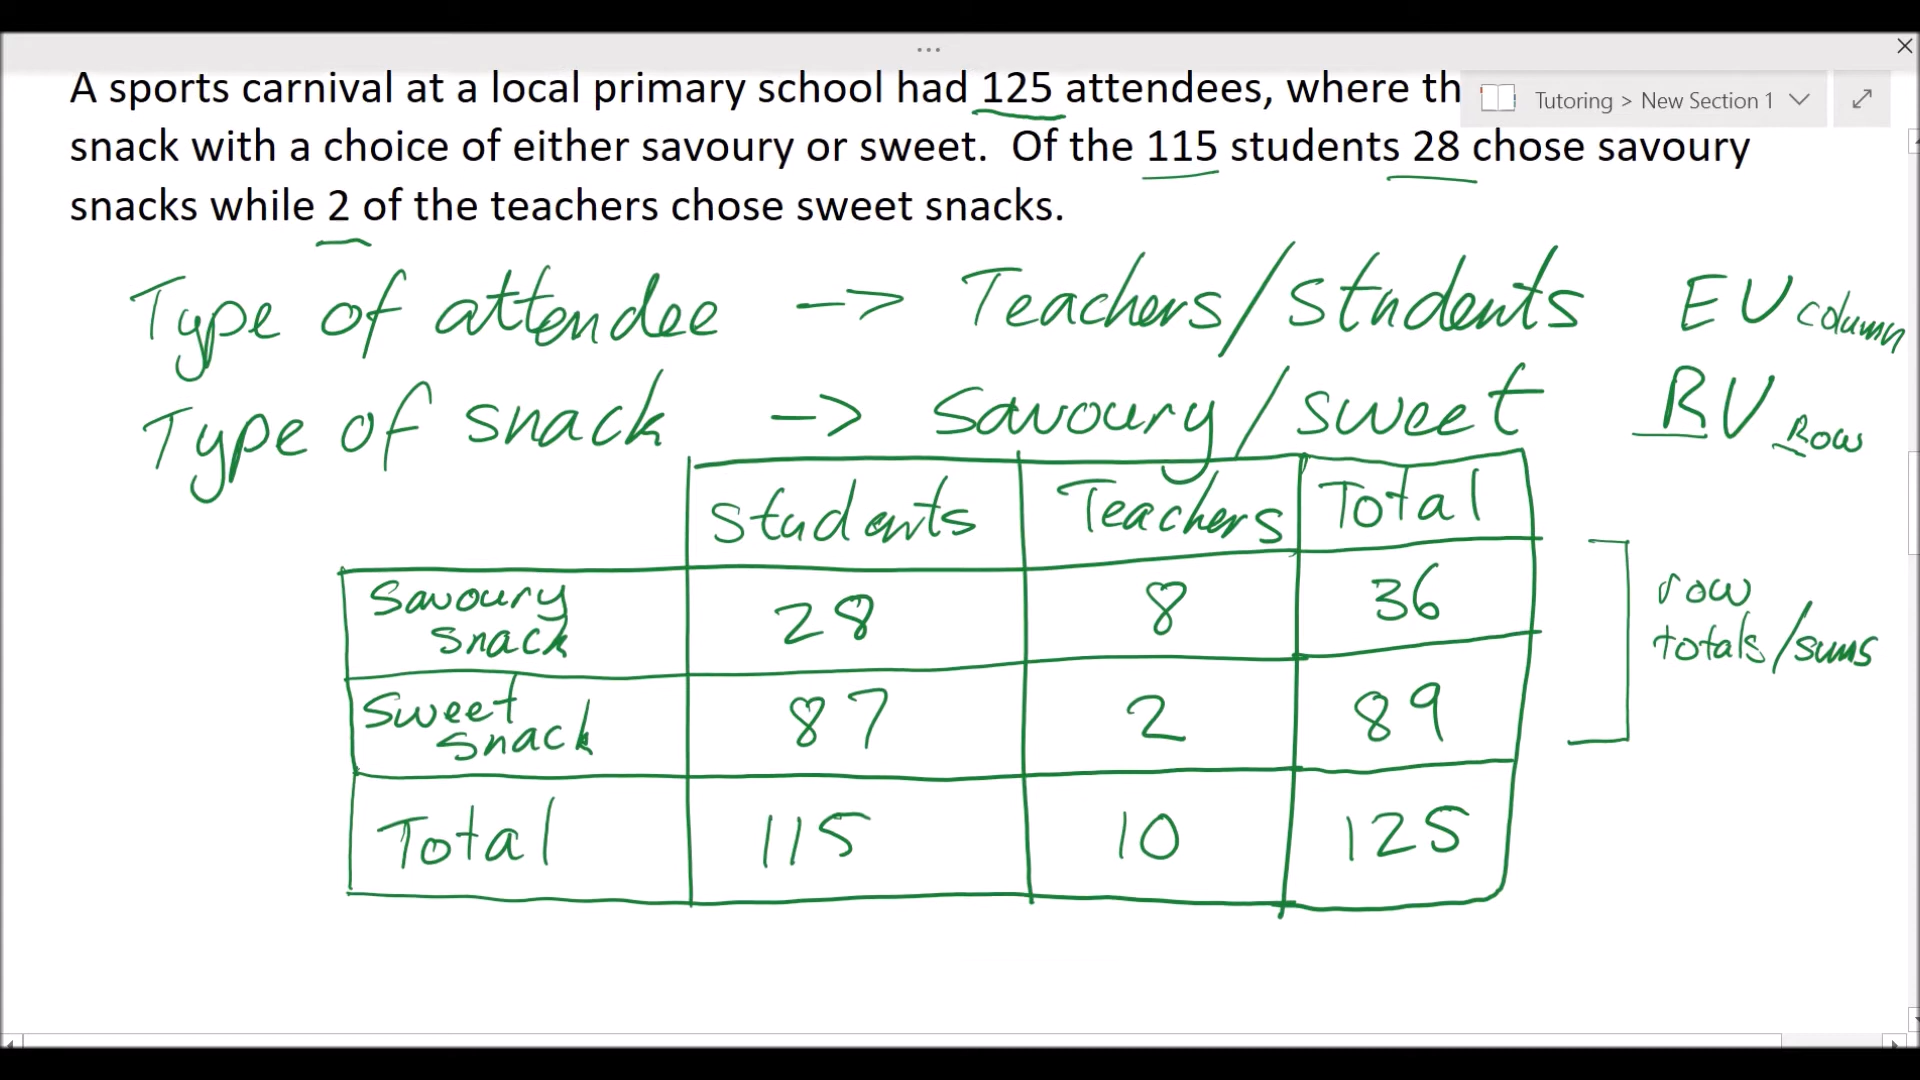 A sports carnival at a local primary school had 125 attendees, where th
Tutoring > New Section 1
snack with a choice of either savoury or sweet. Of the 115 students 28 chose savoury
snacks while 2 of the teachers chose sweet snacks.
Type of attendee --> Teachers/students EV column
Type of snack --> Savoury/sweet RV Row
Students Teachers Total
Savoury snack 28 8 36
Sweet snack 87 2 89
Total 115 10 125
row
totals/sums